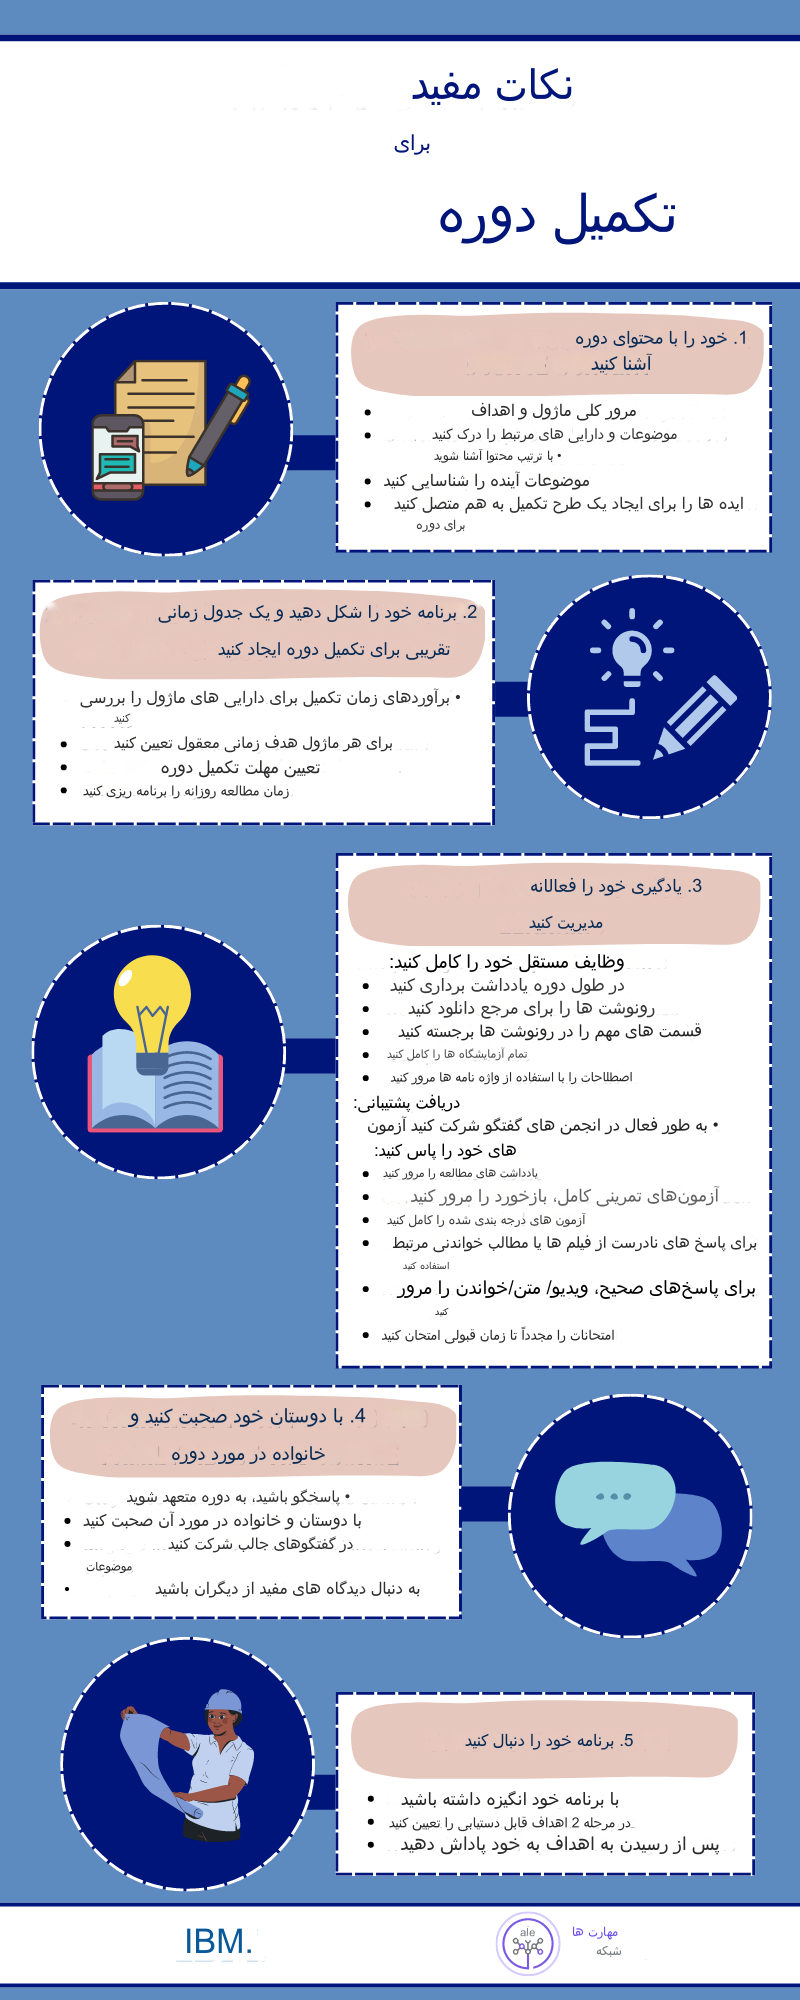 نکات مفید
برای
تکمیل دوره
1. خود را با محتوای دوره
آشنا کنید
• مرور کلی ماژول و اهداف
• موضوعات و دارایی های مرتبط را درک کنید
• با ترتیب محتوا آشنا شوید
• موضوعات آینده را شناسایی کنید
• ایده ها را برای ایجاد یک طرح تکمیل به هم متصل کنید
برای دوره
2. برنامه خود را شکل دهید و یک جدول زمانی
تقریبی برای تکمیل دوره ایجاد کنید
• برآوردهای زمان تکمیل برای دارایی های ماژول را بررسی
کنید
• برای هر ماژول هدف زمانی معقول تعیین کنید
• تعیین مهلت تکمیل دوره
• زمان مطالعه روزانه را برنامه ریزی کنید
3. یادگیری خود را فعالانه
مدیریت کنید
وظایف مستقل خود را کامل کنید:
• در طول دوره یادداشت برداری کنید
• رونوشت ها را برای مرجع دانلود کنید
• قسمت های مهم را در رونوشت ها برجسته کنید
• تمام آزمایشگاه ها را کامل کنید
• اصطلاحات را با استفاده از واژه نامه ها مرور کنید
دریافت پشتیبانی:
• به طور فعال در انجمن های گفتگو شرکت کنید آزمون
های خود را پاس کنید:
• یادداشت های مطالعه را مرور کنید
• آزمون‌های تمرینی کامل، بازخورد را مرور کنید
• آزمون های درجه بندی شده را کامل کنید
• برای پاسخ های نادرست از فیلم ها یا مطالب خواندنی مرتبط
استفاده کنید
• برای پاسخ‌های صحیح، ویدیو/ متن/خواندن را مرور
کنید
• امتحانات را مجدداً تا زمان قبولی امتحان کنید
4. با دوستان خود صحبت کنید و
خانواده در مورد دوره
• پاسخگو باشید، به دوره متعهد شوید
• با دوستان و خانواده در مورد آن صحبت کنید
• در گفتگوهای جالب شرکت کنید
موضوعات
• به دنبال دیدگاه های مفید از دیگران باشید
5. برنامه خود را دنبال کنید
• با برنامه خود انگیزه داشته باشید
• در مرحله 2 اهداف قابل دستیابی را تعیین کنید
• پس از رسیدن به اهداف به خود پاداش دهید
IBM.
ale
مهارت ها
شبکه